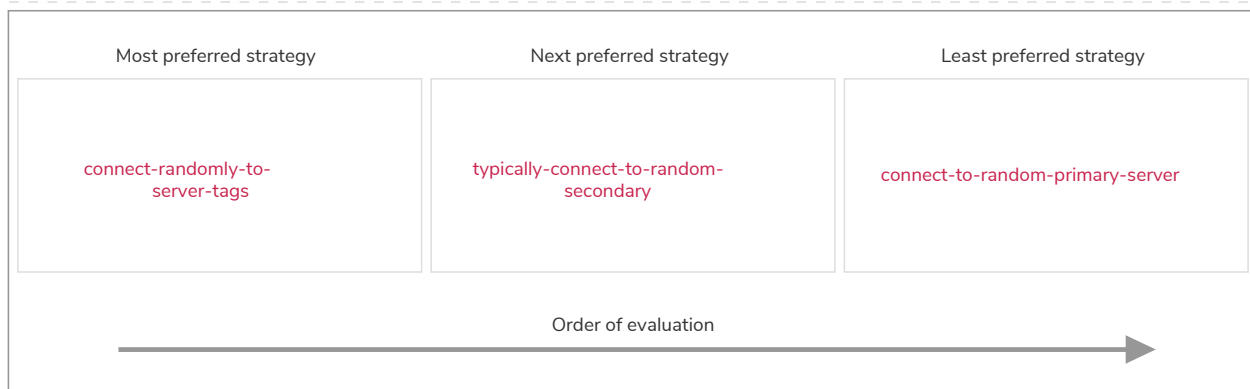 Most preferred strategy
Next preferred strategy
Least preferred strategy
connect-randomly-to-
server-tags
typically-connect-to-random-
secondary
connect-to-random-primary-server
Order of evaluation